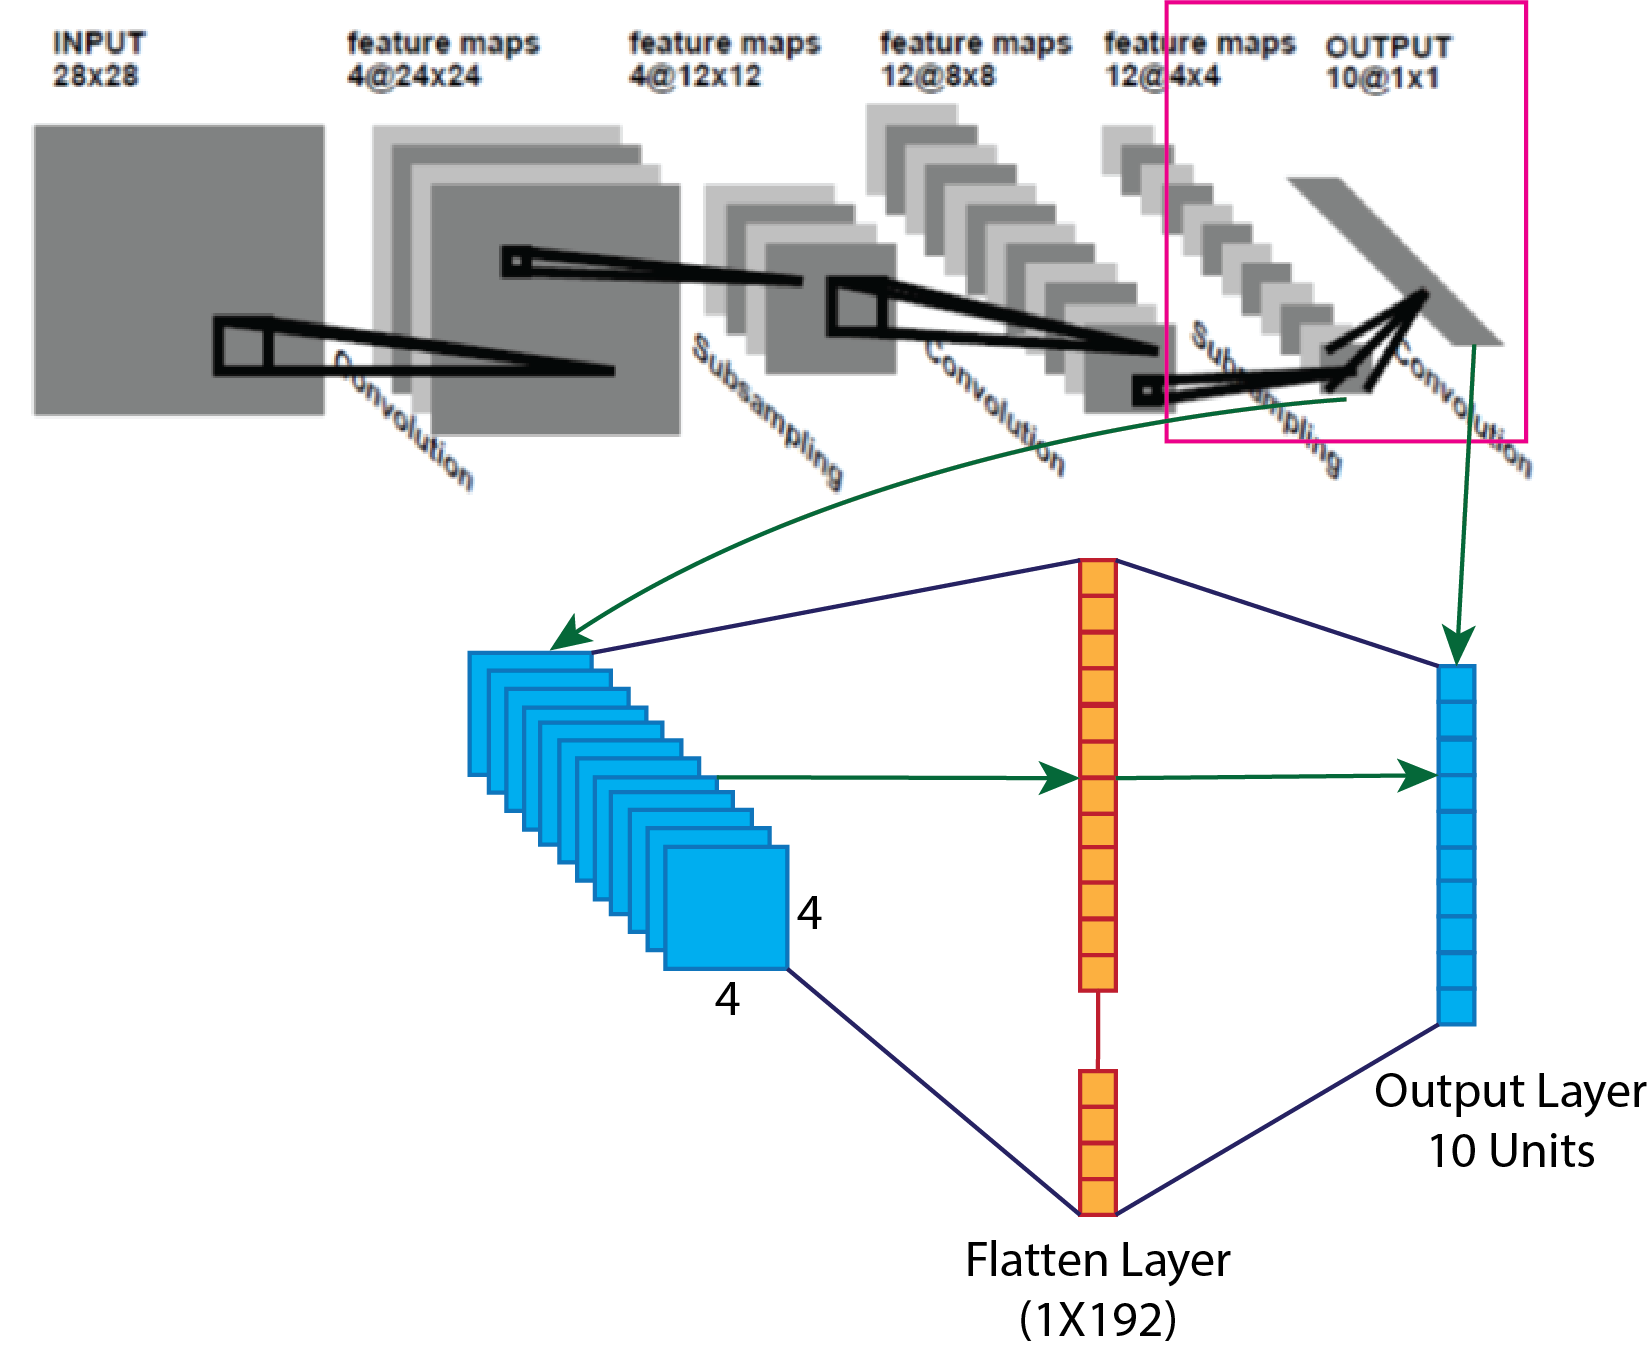 INPUT
28x28
feature maps
4@24x24
feature maps
4@12x12
feature maps
12@8x8
feature maps
12@4x4
OUTPUT
10@1x1
Convolution
Subsampling
Convolution
Subsampling
Convolution
4
4
Output Layer
10 Units
Flatten Layer
(1X192)